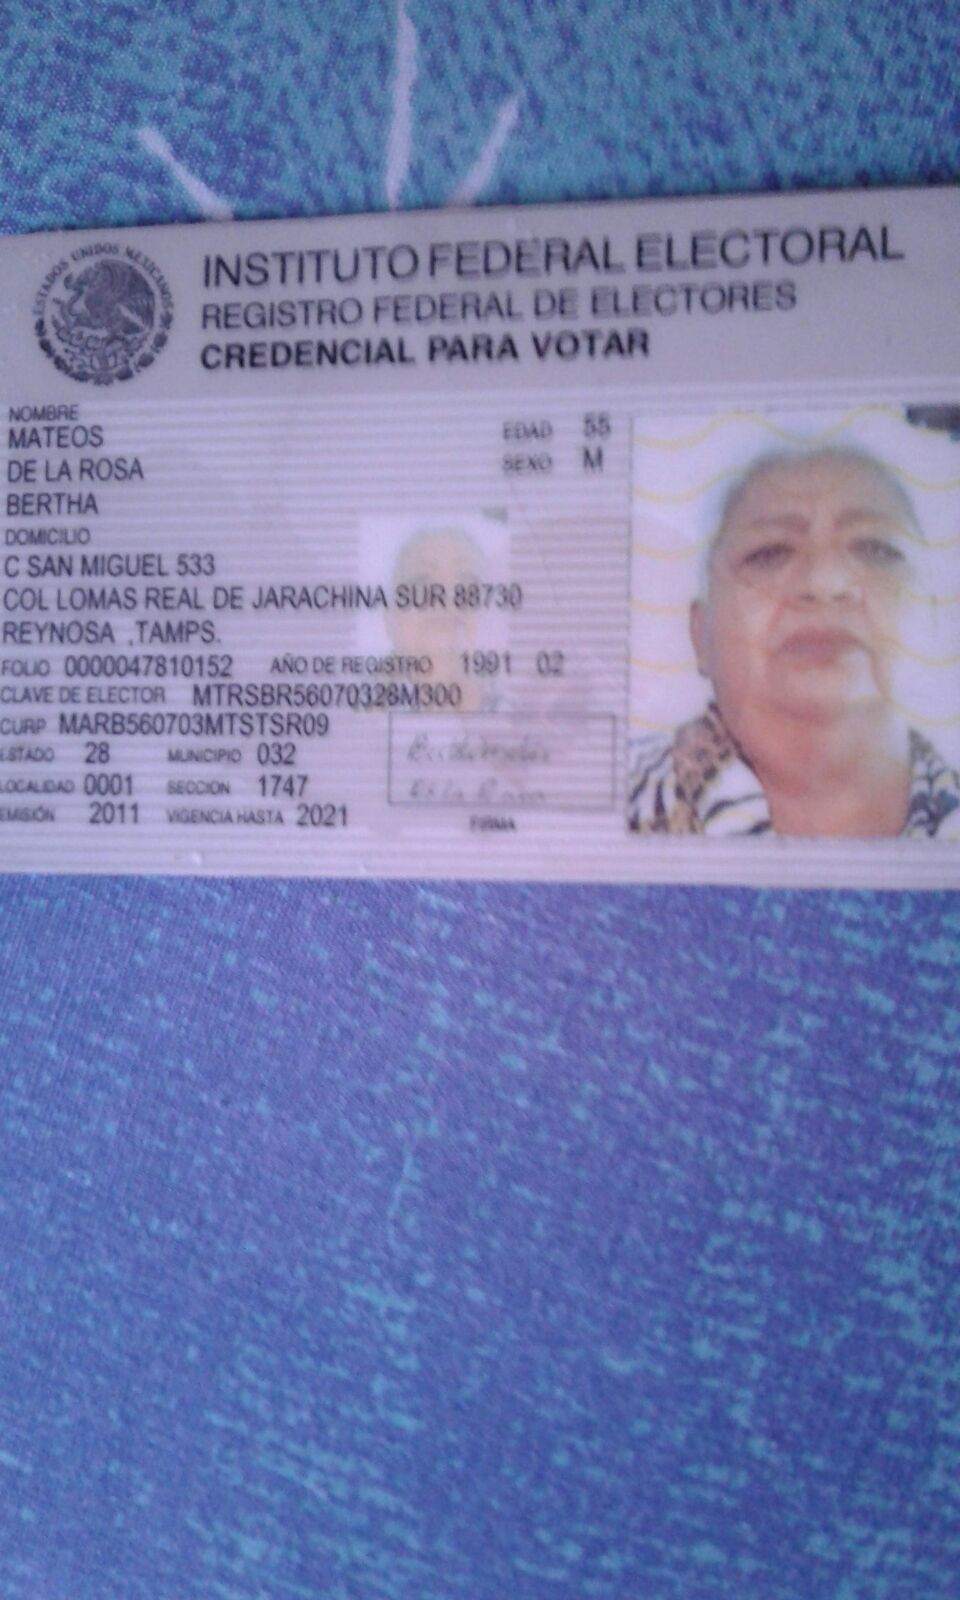 ESTADOS UNIDOS MEXICANOS
INSTITUTO FEDERAL ELECTORAL
REGISTRO FEDERAL DE ELECTORES
CREDENCIAL PARA VOTAR
NOMBRE
MATEOS
DE LA ROSA
BERTHA
EDAD 55
SEXO M
DOMICILIO
C SAN MIGUEL 533
COL LOMAS REAL DE JARACHINA SUR 88730
REYNOSA ,TAMPS.
FOLIO 0000047810152 AÑO DE REGISTRO 1991 02
CLAVE DE ELECTOR MTRSBR56070328M300
CURP MARB560703MTSTSR09
ESTADO 28 MUNICIPIO 032
LOCALIDAD 0001 SECCION 1747
EMISIÓN 2011 VIGENCIA HASTA 2021
FIRMA